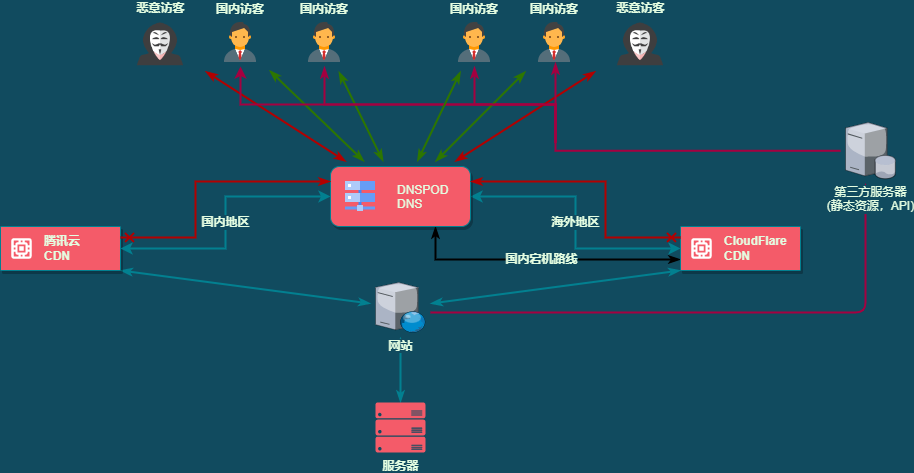 恶意访客
国内访客
国内访客
国内访客
国内访客
恶意访客
DNSPOD
DNS
第三方服务器
(静态资源，API)
国内地区
海外地区
腾讯云
CDN
CloudFlare
CDN
国内宕机路线
网站
服务器